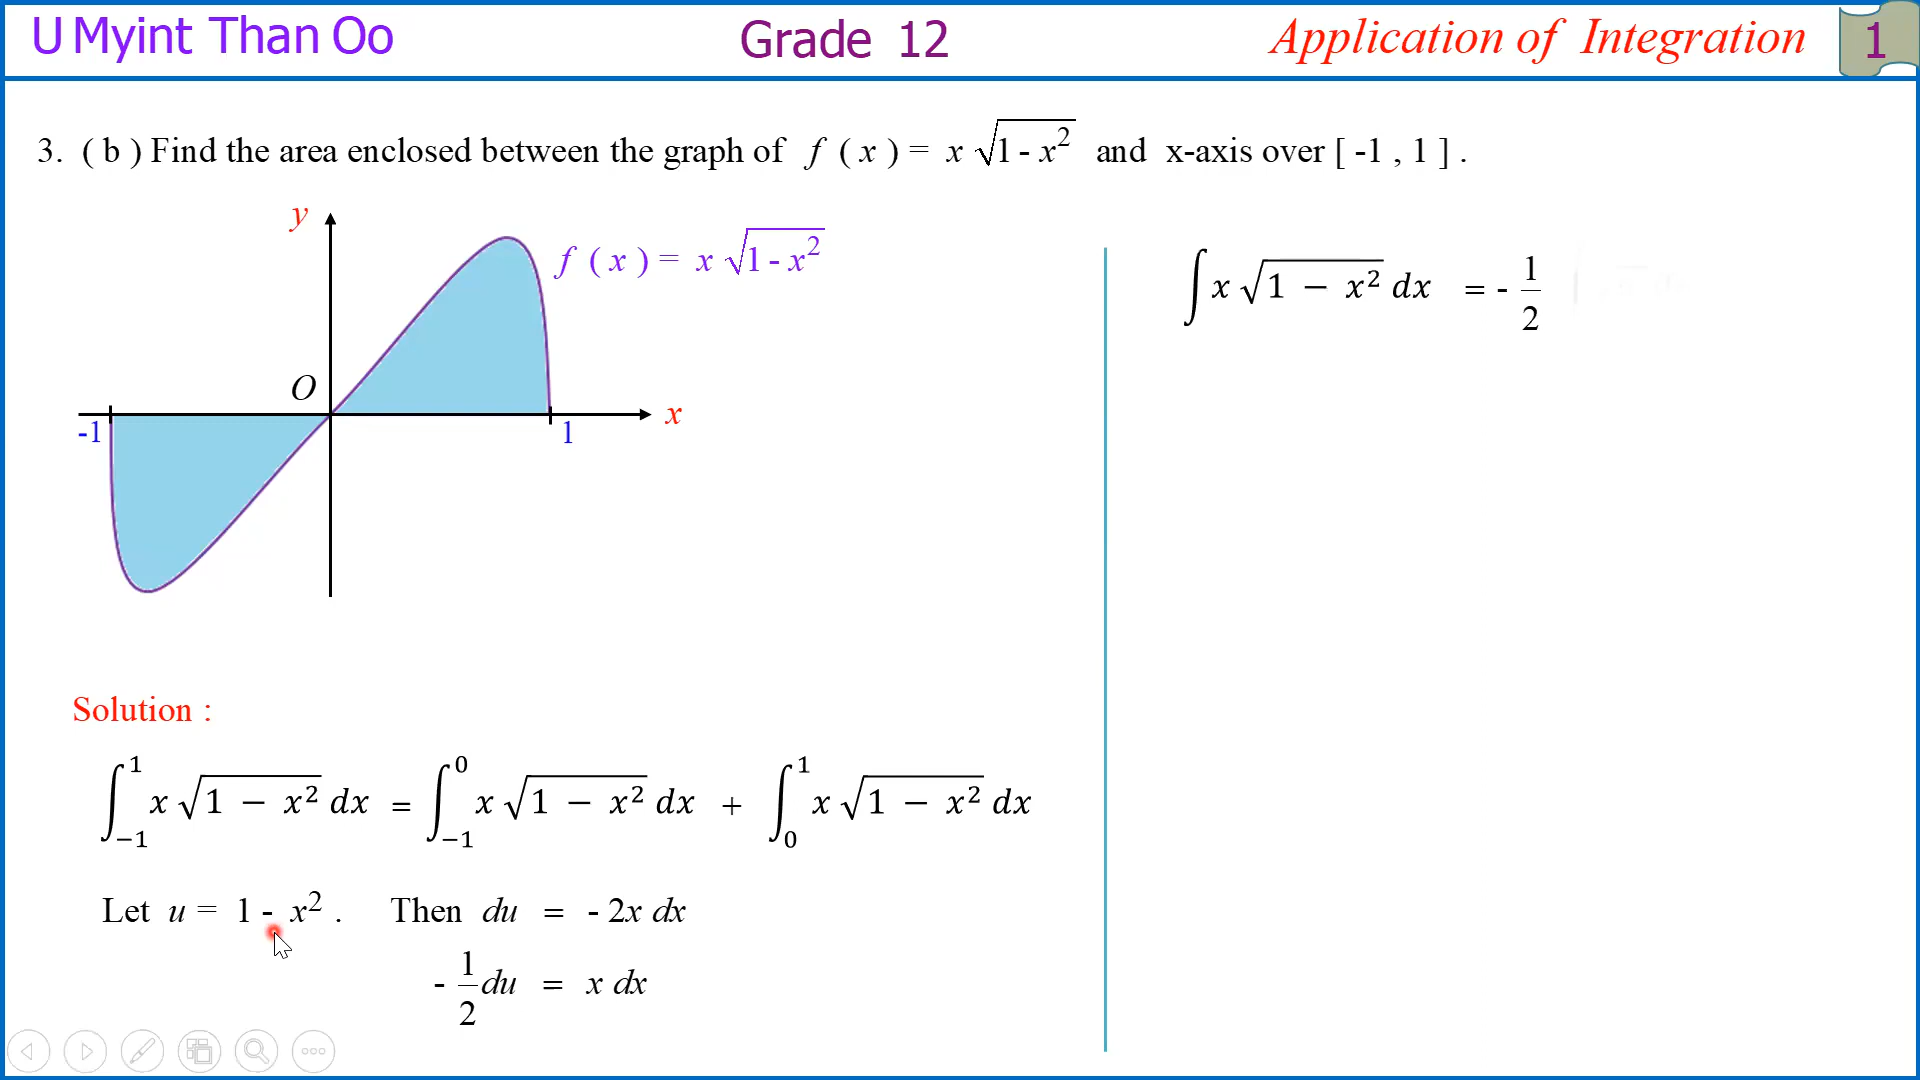 U Myint Than Oo
Grade 12
Application of Integration
1
3. ( b ) Find the area enclosed between the graph of f ( x ) = x √(1 - x²) and x-axis over [ -1 , 1 ] .
y
f ( x ) = x √(1 - x²)
O
x
-1
1
∫ x √(1 − x²) dx = - 1/2
Solution :
∫₋₁¹ x √(1 − x²) dx = ∫₋₁⁰ x √(1 − x²) dx + ∫₀¹ x √(1 − x²) dx
Let u = 1 - x² . Then du = - 2x dx
- 1/2 du = x dx